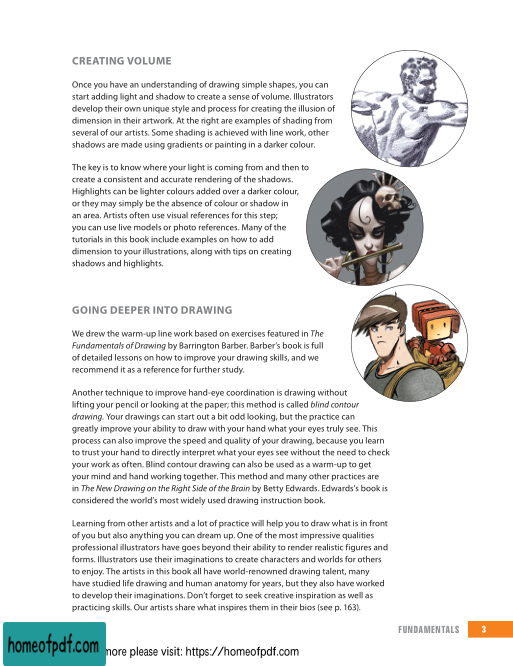 CREATING VOLUME
Once you have an understanding of drawing simple shapes, you can
start adding light and shadow to create a sense of volume. Illustrators
develop their own unique style and process for creating the illusion of
dimension in their artwork. At the right are examples of shading from
several of our artists. Some shading is achieved with line work, other
shadows are made using gradients or painting in a darker colour.
The key is to know where your light is coming from and then to
create a consistent and accurate rendering of the shadows.
Highlights can be lighter colours added over a darker colour,
or they may simply be the absence of colour or shadow in
an area. Artists often use visual references for this step;
you can use live models or photo references. Many of the
tutorials in this book include examples on how to add
dimension to your illustrations, along with tips on creating
shadows and highlights.
GOING DEEPER INTO DRAWING
We drew the warm-up line work based on exercises featured in The
Fundamentals of Drawing by Barrington Barber. Barber's book is full
of detailed lessons on how to improve your drawing skills, and we
recommend it as a reference for further study.
Another technique to improve hand-eye coordination is drawing without
lifting your pencil or looking at the paper; this method is called blind contour
drawing. Your drawings can start out a bit odd looking, but the practice can
greatly improve your ability to draw with your hand what your eyes truly see. This
process can also improve the speed and quality of your drawing, because you learn
to trust your hand to directly interpret what your eyes see without the need to check
your work as often. Blind contour drawing can also be used as a warm-up to get
your mind and hand working together. This method and many other practices are
in The New Drawing on the Right Side of the Brain by Betty Edwards. Edwards's book is
considered the world's most widely used drawing instruction book.
Learning from other artists and a lot of practice will help you to draw what is in front
of you but also anything you can dream up. One of the most impressive qualities
professional illustrators have goes beyond their ability to render realistic figures and
forms. Illustrators use their imaginations to create characters and worlds for others
to enjoy. The artists in this book all have world-renowned drawing talent, many
have studied life drawing and human anatomy for years, but they also have worked
to develop their imaginations. Don't forget to seek creative inspiration as well as
practicing skills. Our artists share what inspires them in their bios (see p. 163).
FUNDAMENTALS 3
homeofpdf.com
more please visit: https://homeofpdf.com